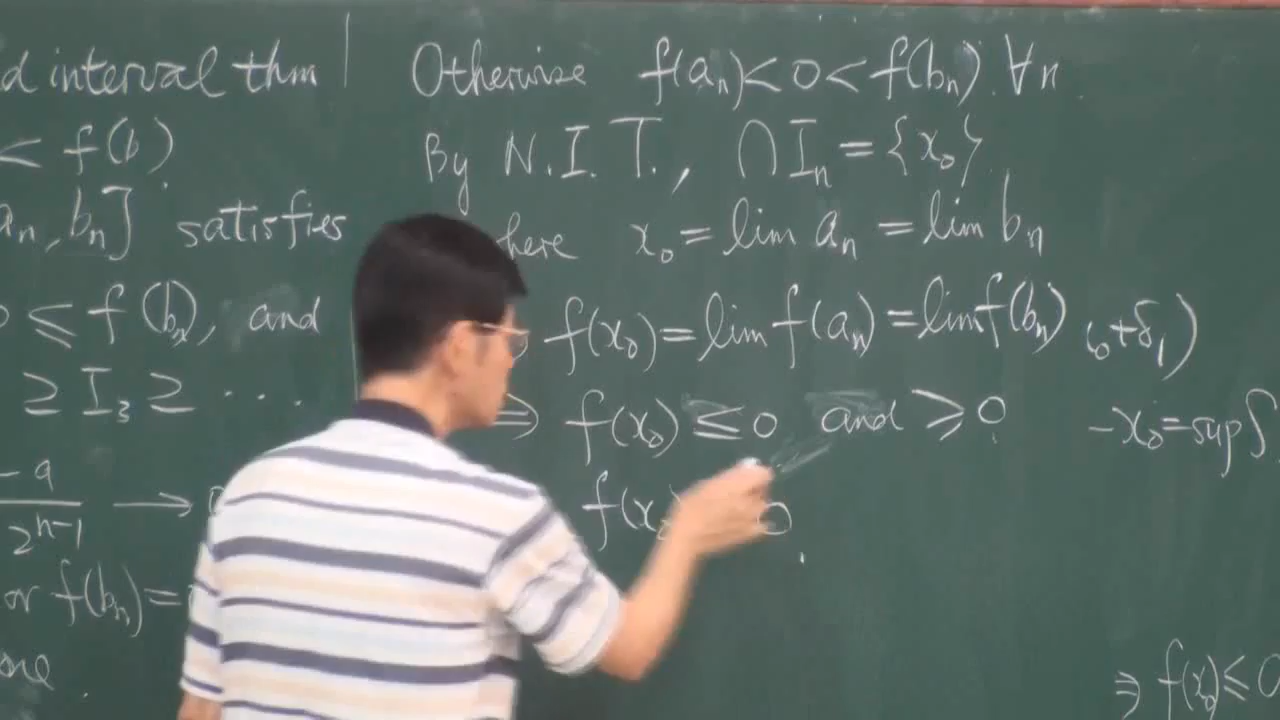 d interval thm
< f(b)
an, bn] satisfies
≤ f(bn), and
≥ I3 ≥ ...
- a
2^{n-1} →
or f(bn) =
Otherwise f(an) < 0 < f(bn) ∀n
By N.I.T., ∩In = {x0}
here x0 = lim an = lim bn
f(x0) = lim f(an) = lim f(bn)
⇒ f(x0) ≤ 0 and ≥ 0
f(x0) 0.
+δ1)
-x0 = sup S
⇒ f(x0) ≤